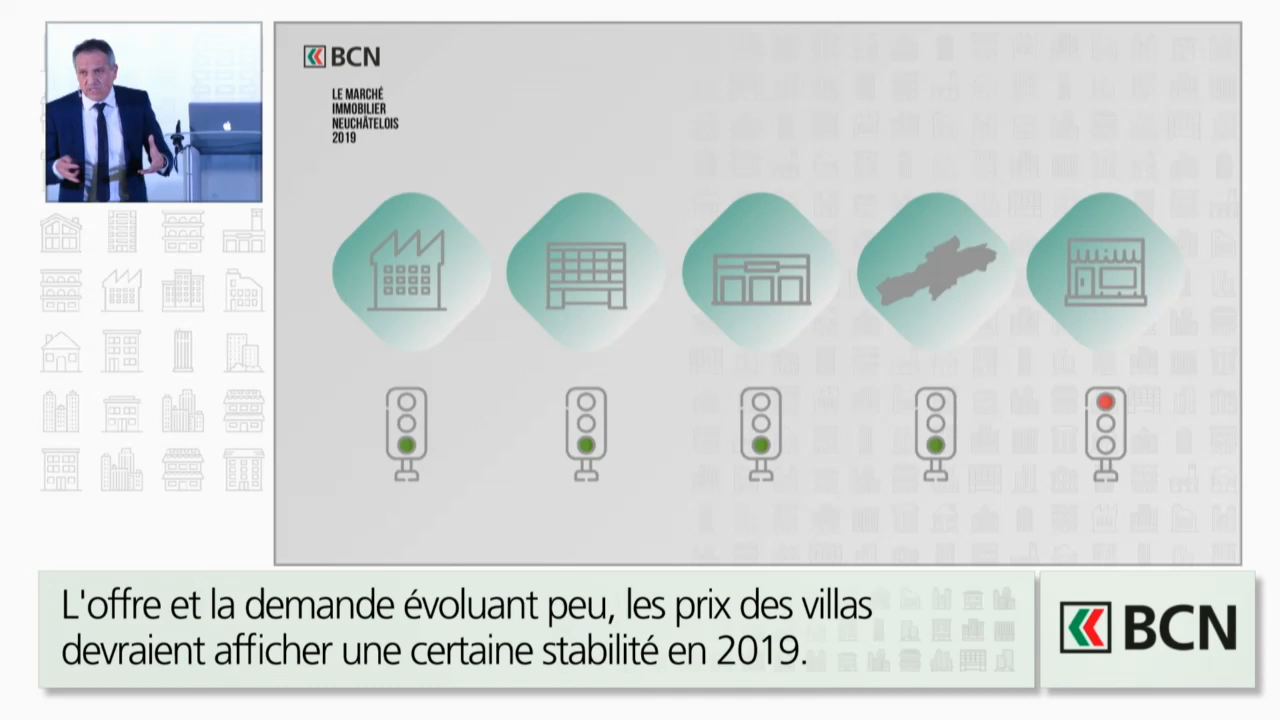 BCN
LE MARCHÉ
IMMOBILIER
NEUCHÂTELOIS
2019
L'offre et la demande évoluant peu, les prix des villas
devraient afficher une certaine stabilité en 2019.
BCN